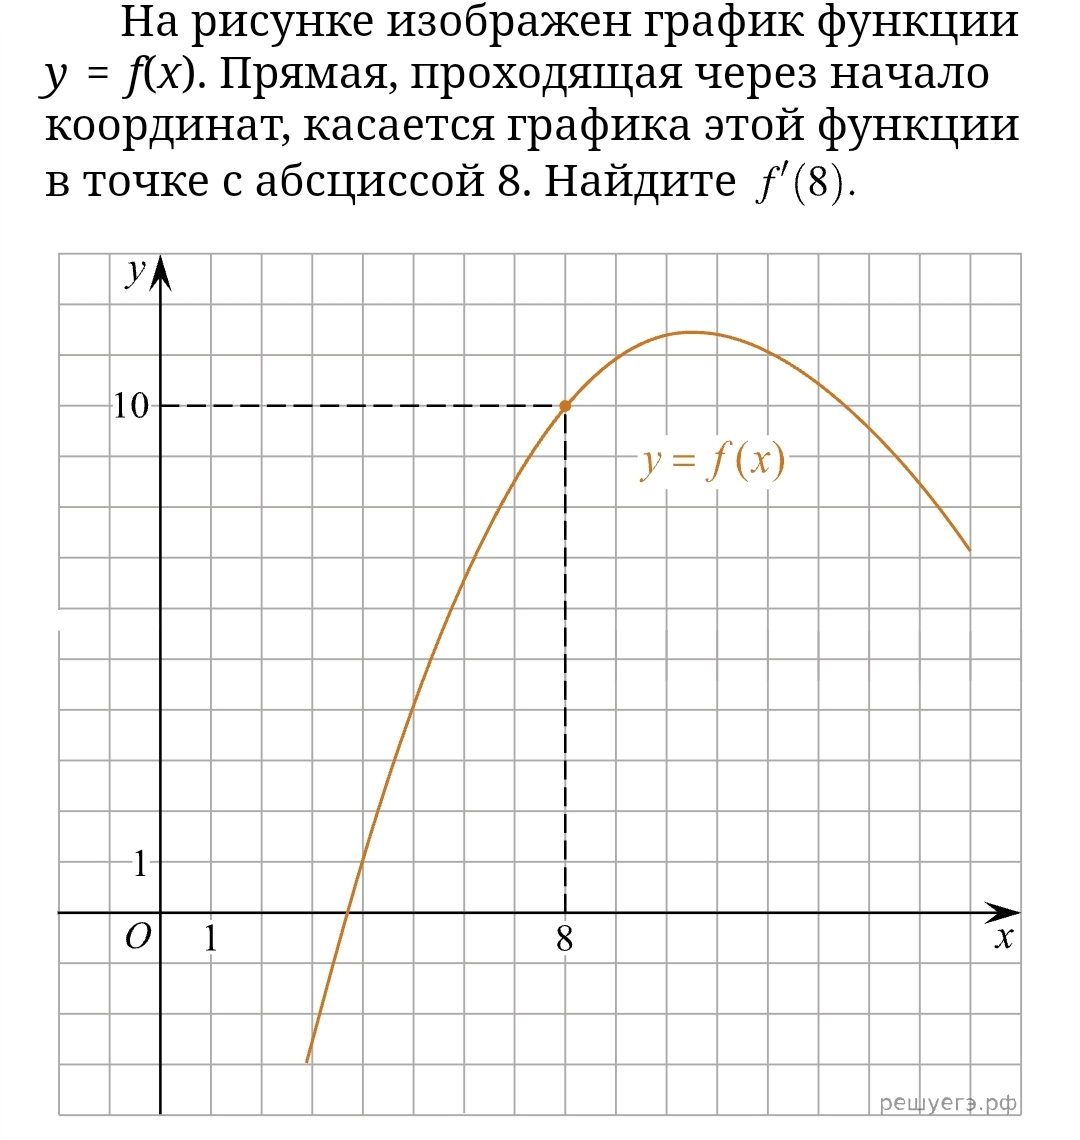 На рисунке изображен график функции
y = f(x). Прямая, проходящая через начало
координат, касается графика этой функции
в точке с абсциссой 8. Найдите f′(8).
y
10
y = f (x)
1
O 1 8 x
решуегэ.рф